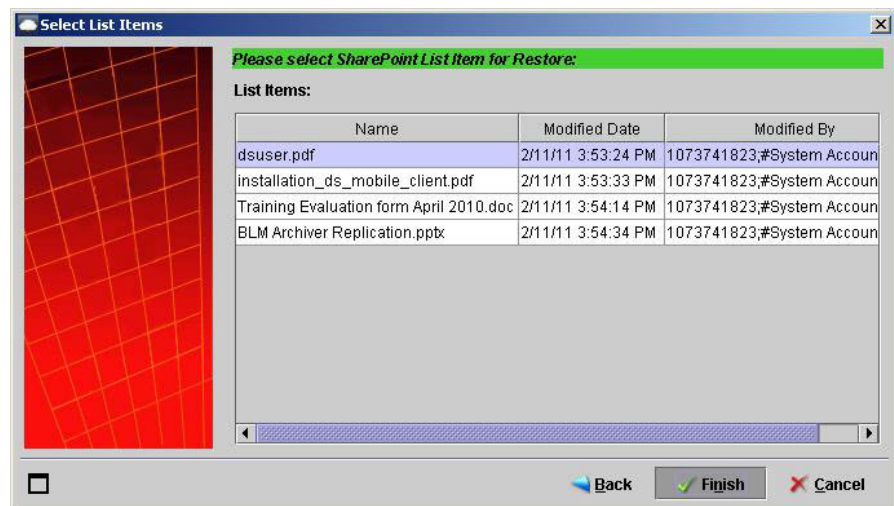 Select List Items
Please select SharePoint List Item for Restore:
List Items:
Name Modified Date Modified By
dsuser.pdf 2/11/11 3:53:24 PM 1073741823;#System Accoun
installation_ds_mobile_client.pdf 2/11/11 3:53:33 PM 1073741823;#System Accoun
Training Evaluation form April 2010.doc 2/11/11 3:54:14 PM 1073741823;#System Accoun
BLM Archiver Replication.pptx 2/11/11 3:54:34 PM 1073741823;#System Accoun
Back Finish Cancel